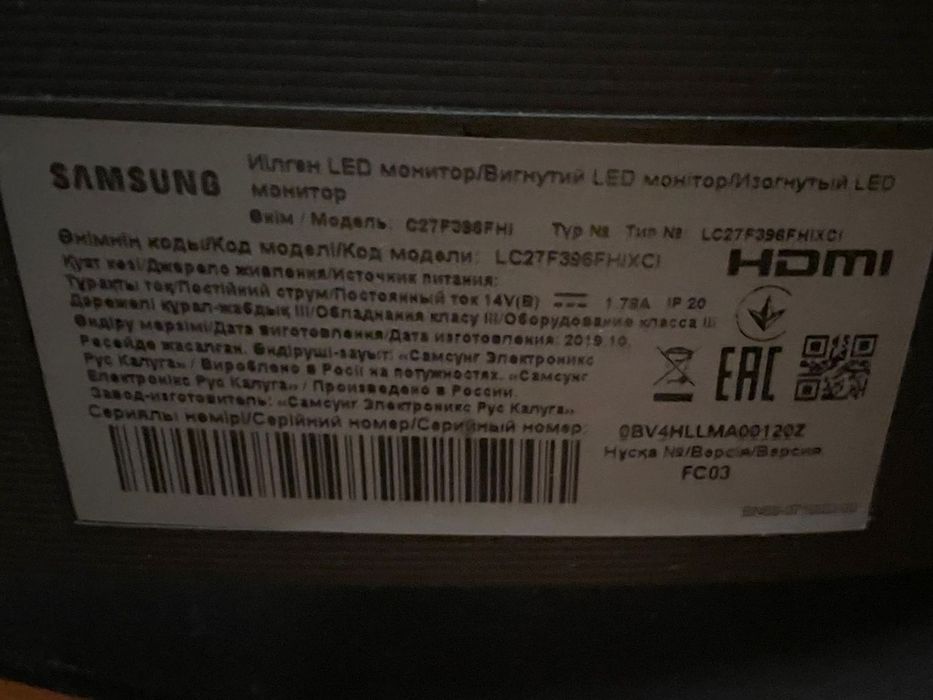 SAMSUNG
Иілген LED монитор/Вигнутий LED монітор/Изогнутый LED
монитор
Өнім / Модель: C27F396FHI Тур № Тип № LC27F396FHIXCI
Өнімнің коды/Код моделі/Код модели: LC27F396FHIXCI
HDMI
Қуат көзі/Джерело живлення/Источник питания:
Тұрақты ток/Постійний струм/Постоянный ток 14V(В) ⎓ 1.79A IP 20
Дәрежелі құрал-жабдық III/Обладнання класу III/Оборудование класса III
Өндіру мерзімі/Дата виготовлення/Дата изготовления: 2019.10.
Ресейде жасалған. Өндіруші-зауыт: «Самсунг Электроникс
Рус Калуга» / Вироблено в Росії на потужностях. «Самсунг
Електронікс Рус Калуга» / Произведено в России.
Завод-изготовитель: «Самсунг Электроникс Рус Калуга».
EAC
Сериялы нөмірі/Серійний номер/Серийный номер:
0BV4HLLMA00120Z
Нұсқа №/Версія/Версия
FC03